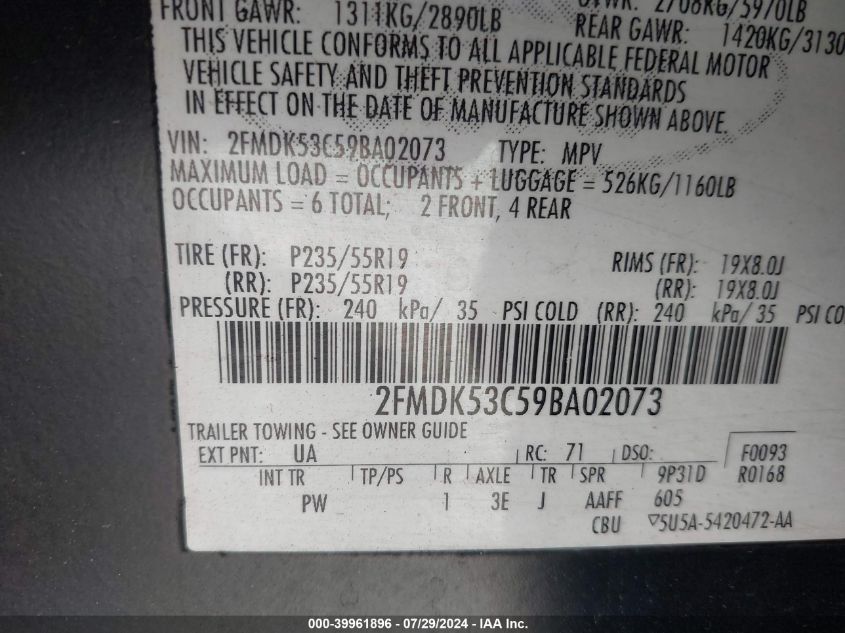 FRONT GAWR: 1311KG/2890LB
GVWR: 2708KG/5970LB
REAR GAWR: 1420KG/3130
THIS VEHICLE CONFORMS TO ALL APPLICABLE FEDERAL MOTOR
VEHICLE SAFETY AND THEFT PREVENTION STANDARDS
IN EFFECT ON THE DATE OF MANUFACTURE SHOWN ABOVE.
VIN: 2FMDK53C59BA02073 TYPE: MPV
MAXIMUM LOAD = OCCUPANTS + LUGGAGE = 526KG/1160LB
OCCUPANTS = 6 TOTAL; 2 FRONT, 4 REAR
TIRE (FR): P235/55R19 RIMS (FR): 19X8.0J
(RR): P235/55R19 (RR): 19X8.0J
PRESSURE (FR): 240 kPa/ 35 PSI COLD (RR): 240 kPa/ 35 PSI CO
2FMDK53C59BA02073
TRAILER TOWING - SEE OWNER GUIDE
EXT PNT: UA RC: 71 DSO: F0093
INT TR TP/PS R AXLE TR SPR 9P31D R0168
PW 1 3E J AAFF 605
CBU 5U5A-5420472-AA
000-39961896 - 07/29/2024 - IAA Inc.